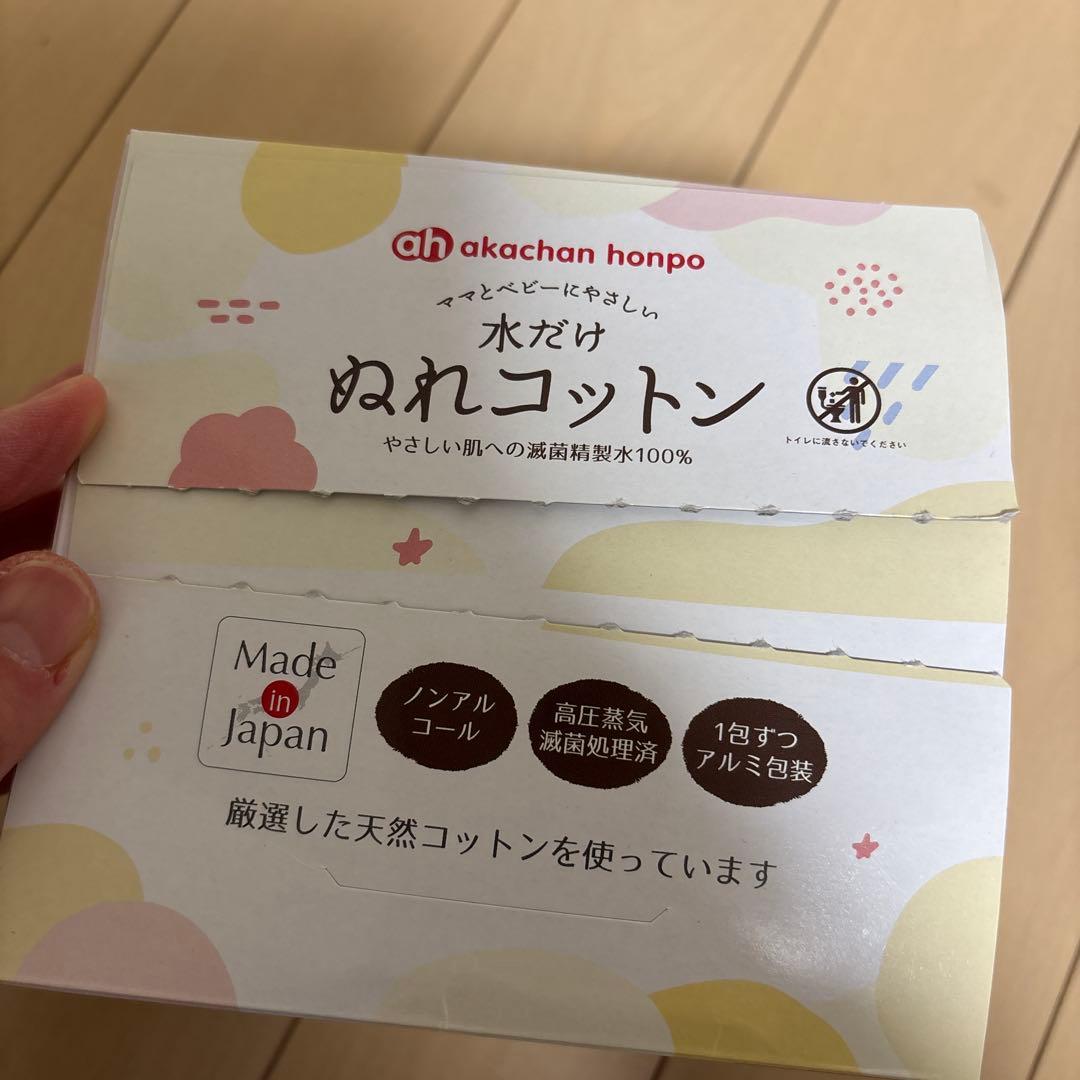 ah akachan honpo
ママとベビーにやさしい
水だけ
ぬれコットン
やさしい肌への滅菌精製水100%
トイレに流さないでください
Made
in
Japan
ノンアル
コール
高圧蒸気
滅菌処理済
1包ずつ
アルミ包装
厳選した天然コットンを使っています